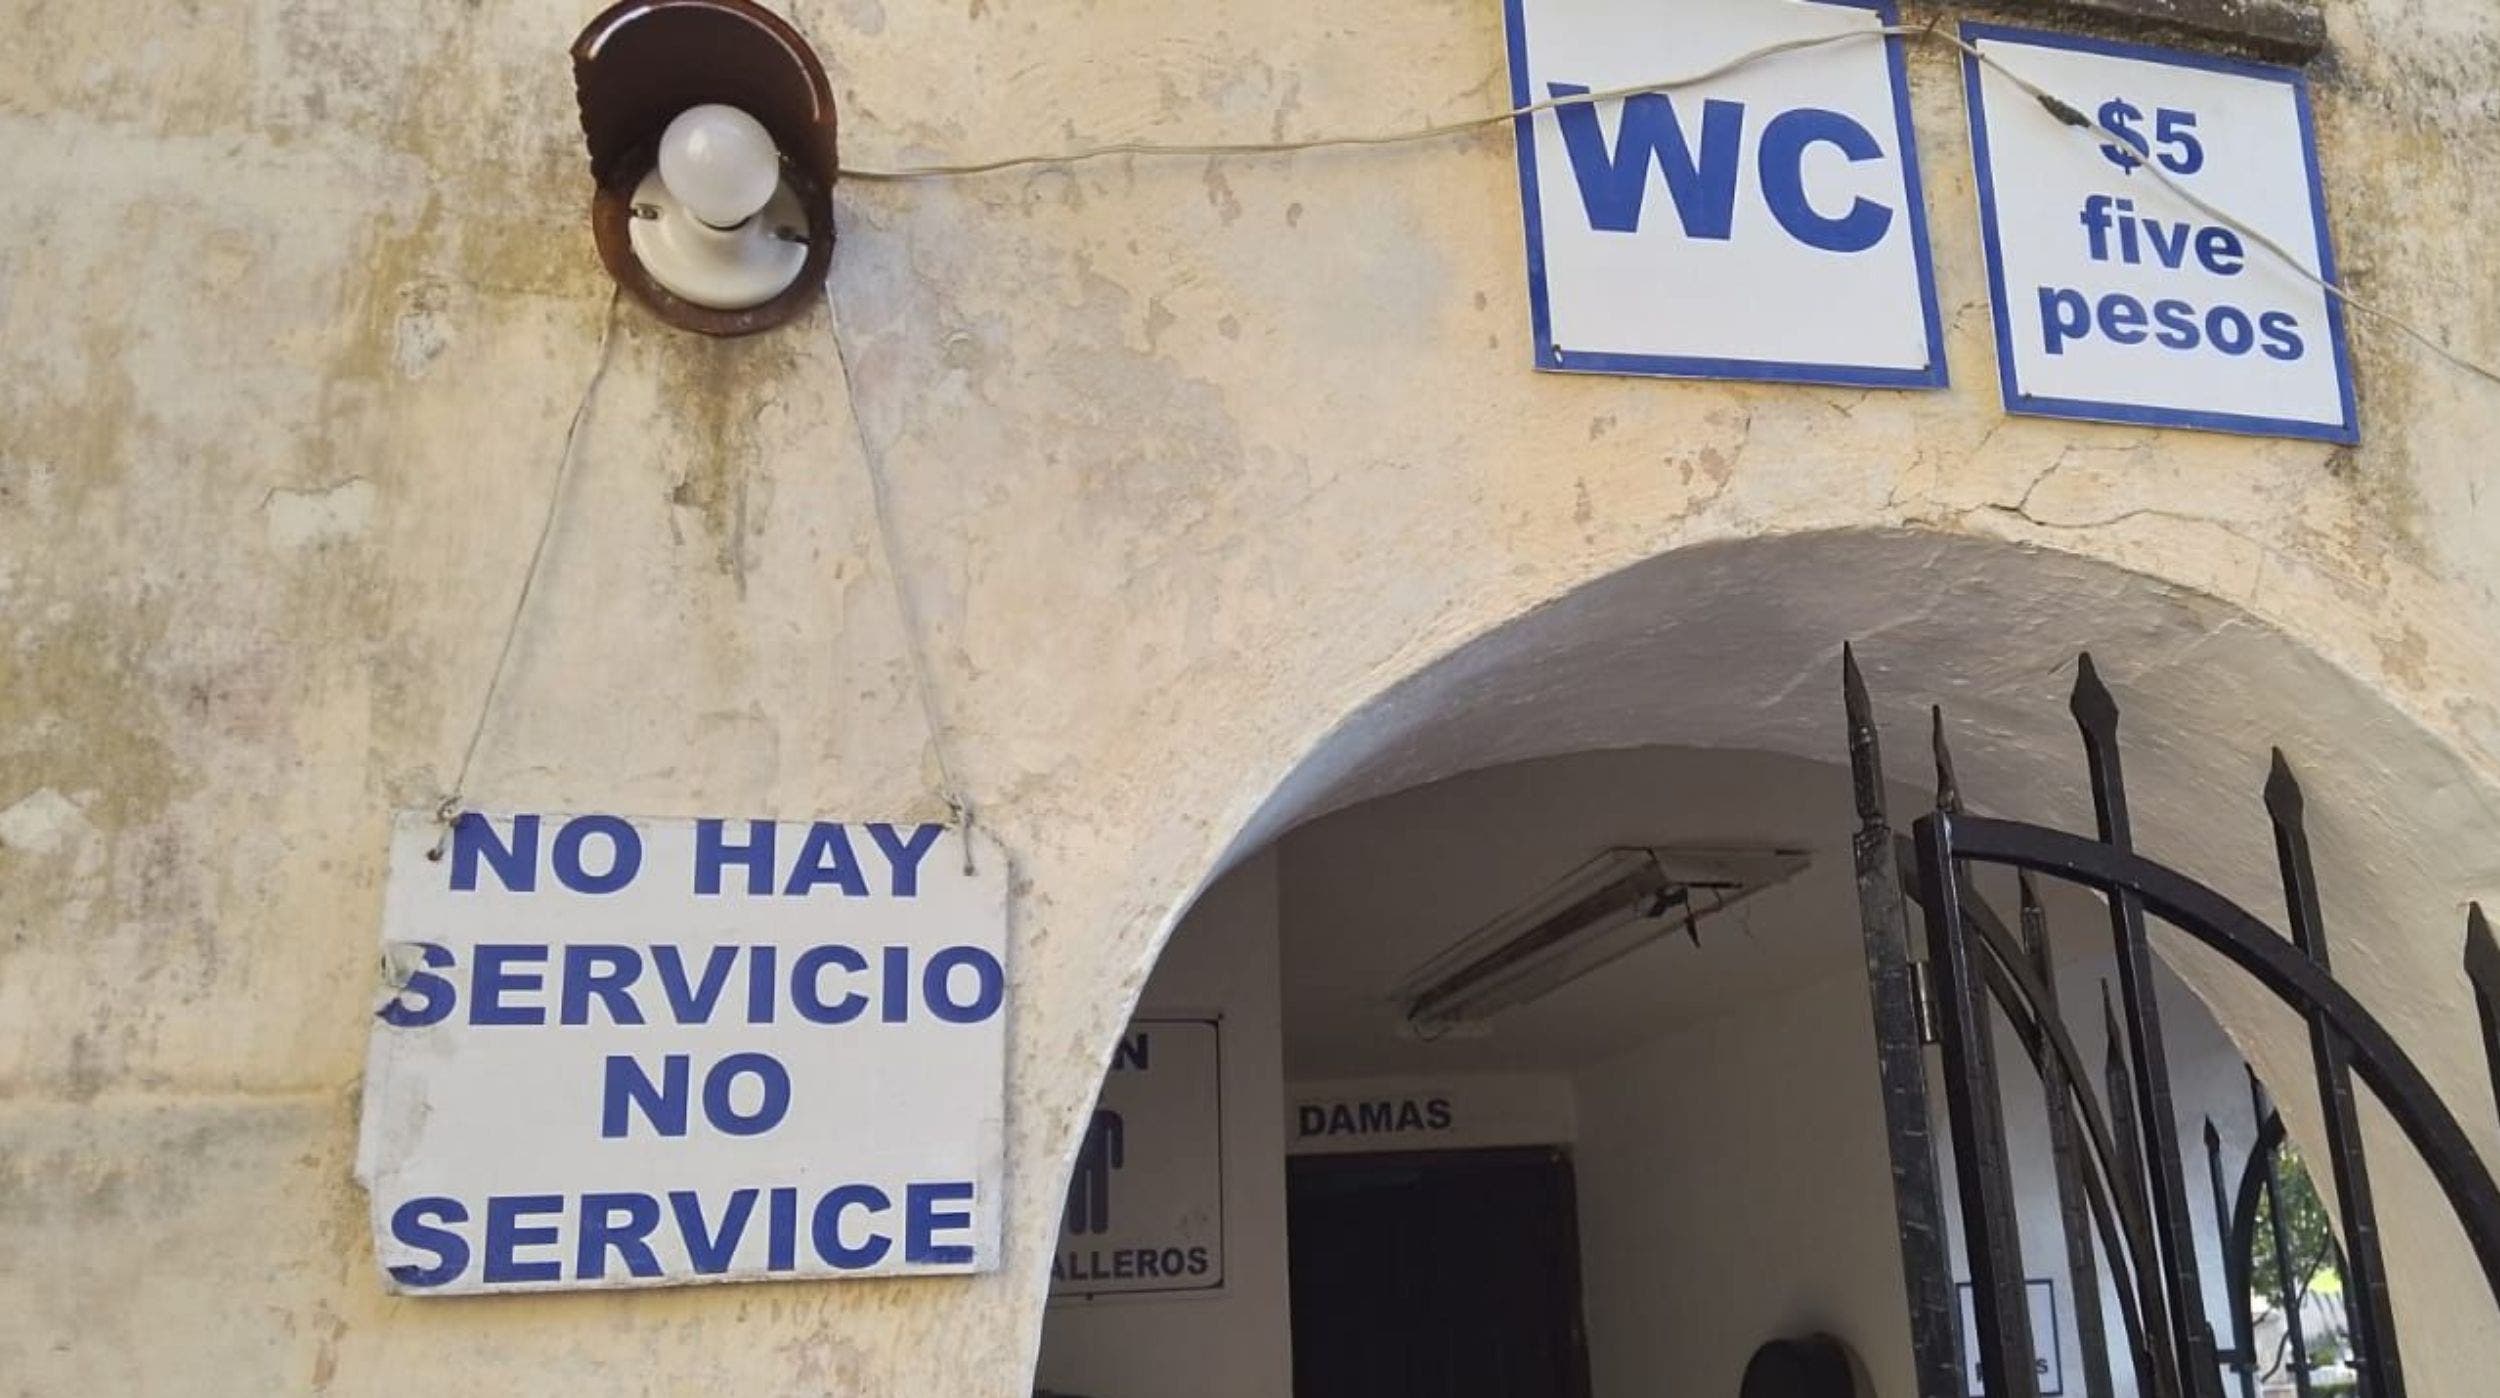 WC
$5
five
pesos
NO HAY
SERVICIO
NO
SERVICE
DAMAS